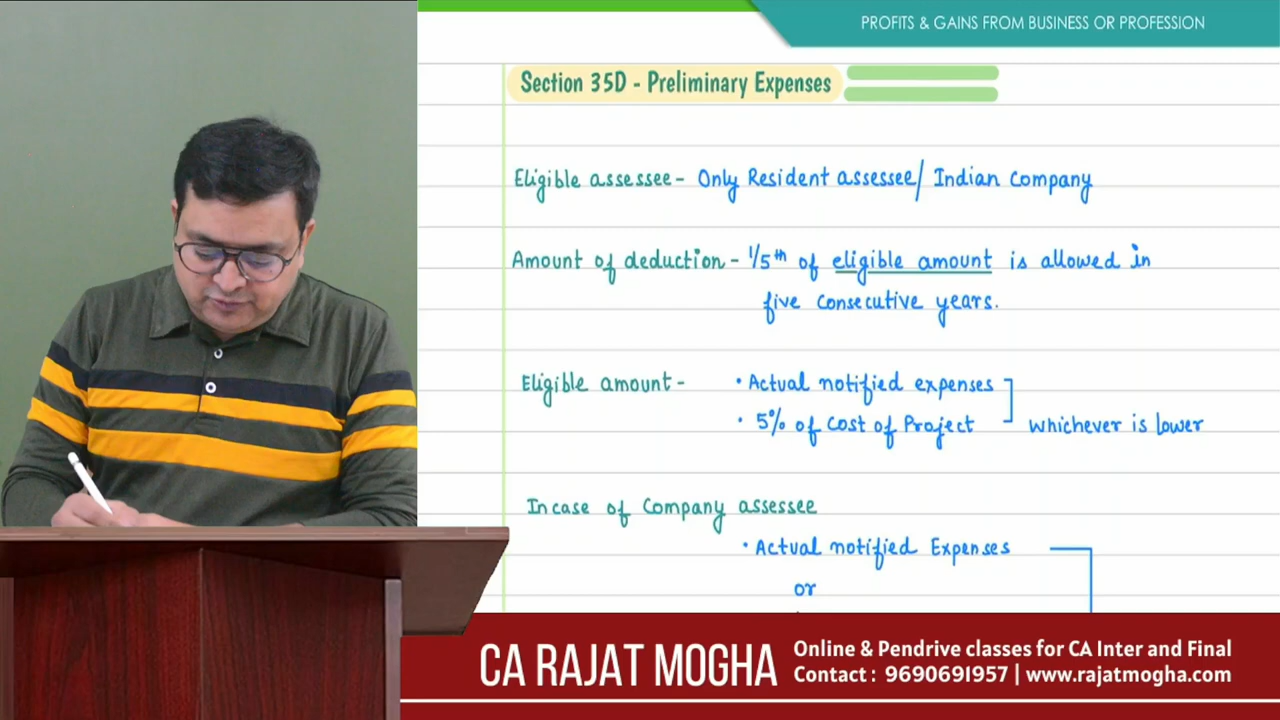 PROFITS & GAINS FROM BUSINESS OR PROFESSION
Section 35D - Preliminary Expenses
Eligible assessee - Only Resident assessee/ Indian Company
Amount of deduction - 1/5th of eligible amount is allowed in
five consecutive years.
Eligible amount - • Actual notified expenses
• 5% of Cost of Project whichever is lower
In case of Company assessee
• Actual notified Expenses
or
CA RAJAT MOGHA
Online & Pendrive classes for CA Inter and Final
Contact : 9690691957 | www.rajatmogha.com